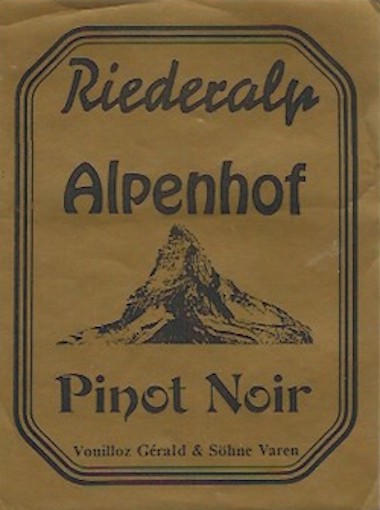 Riederalp
Alpenhof
Pinot Noir
Vouilloz Gérald & Söhne Varen